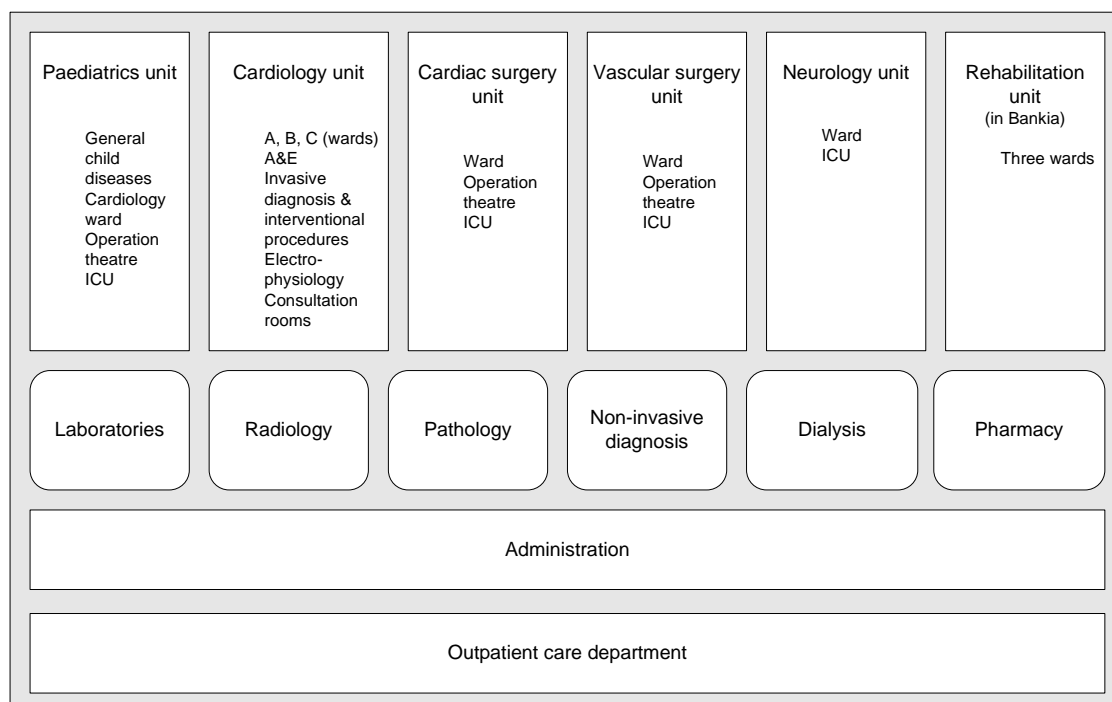 Paediatrics unit
General
child
diseases
Cardiology
ward
Operation
theatre
ICU
Cardiology unit
A, B, C (wards)
A&E
Invasive
diagnosis &
interventional
procedures
Electro-
physiology
Consultation
rooms
Cardiac surgery
unit
Ward
Operation
theatre
ICU
Vascular surgery
unit
Ward
Operation
theatre
ICU
Neurology unit
Ward
ICU
Rehabilitation
unit
(in Bankia)
Three wards
Laboratories
Radiology
Pathology
Non-invasive
diagnosis
Dialysis
Pharmacy
Administration
Outpatient care department